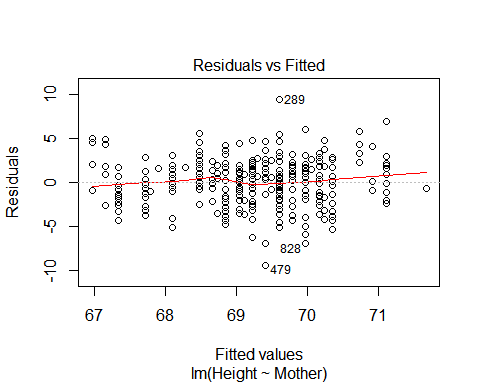 Residuals vs Fitted
Residuals
10
5
0
-5
-10
289
828
479
67 68 69 70 71
Fitted values
lm(Height ~ Mother)